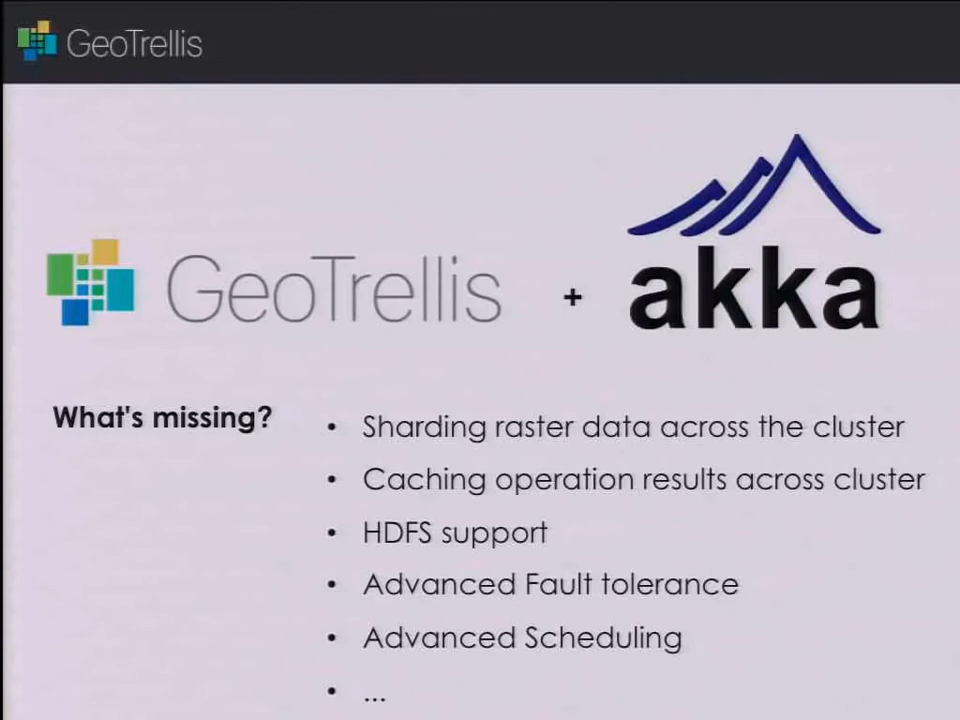 GeoTrellis
GeoTrellis + akka
What's missing?
• Sharding raster data across the cluster
• Caching operation results across cluster
• HDFS support
• Advanced Fault tolerance
• Advanced Scheduling
• ...